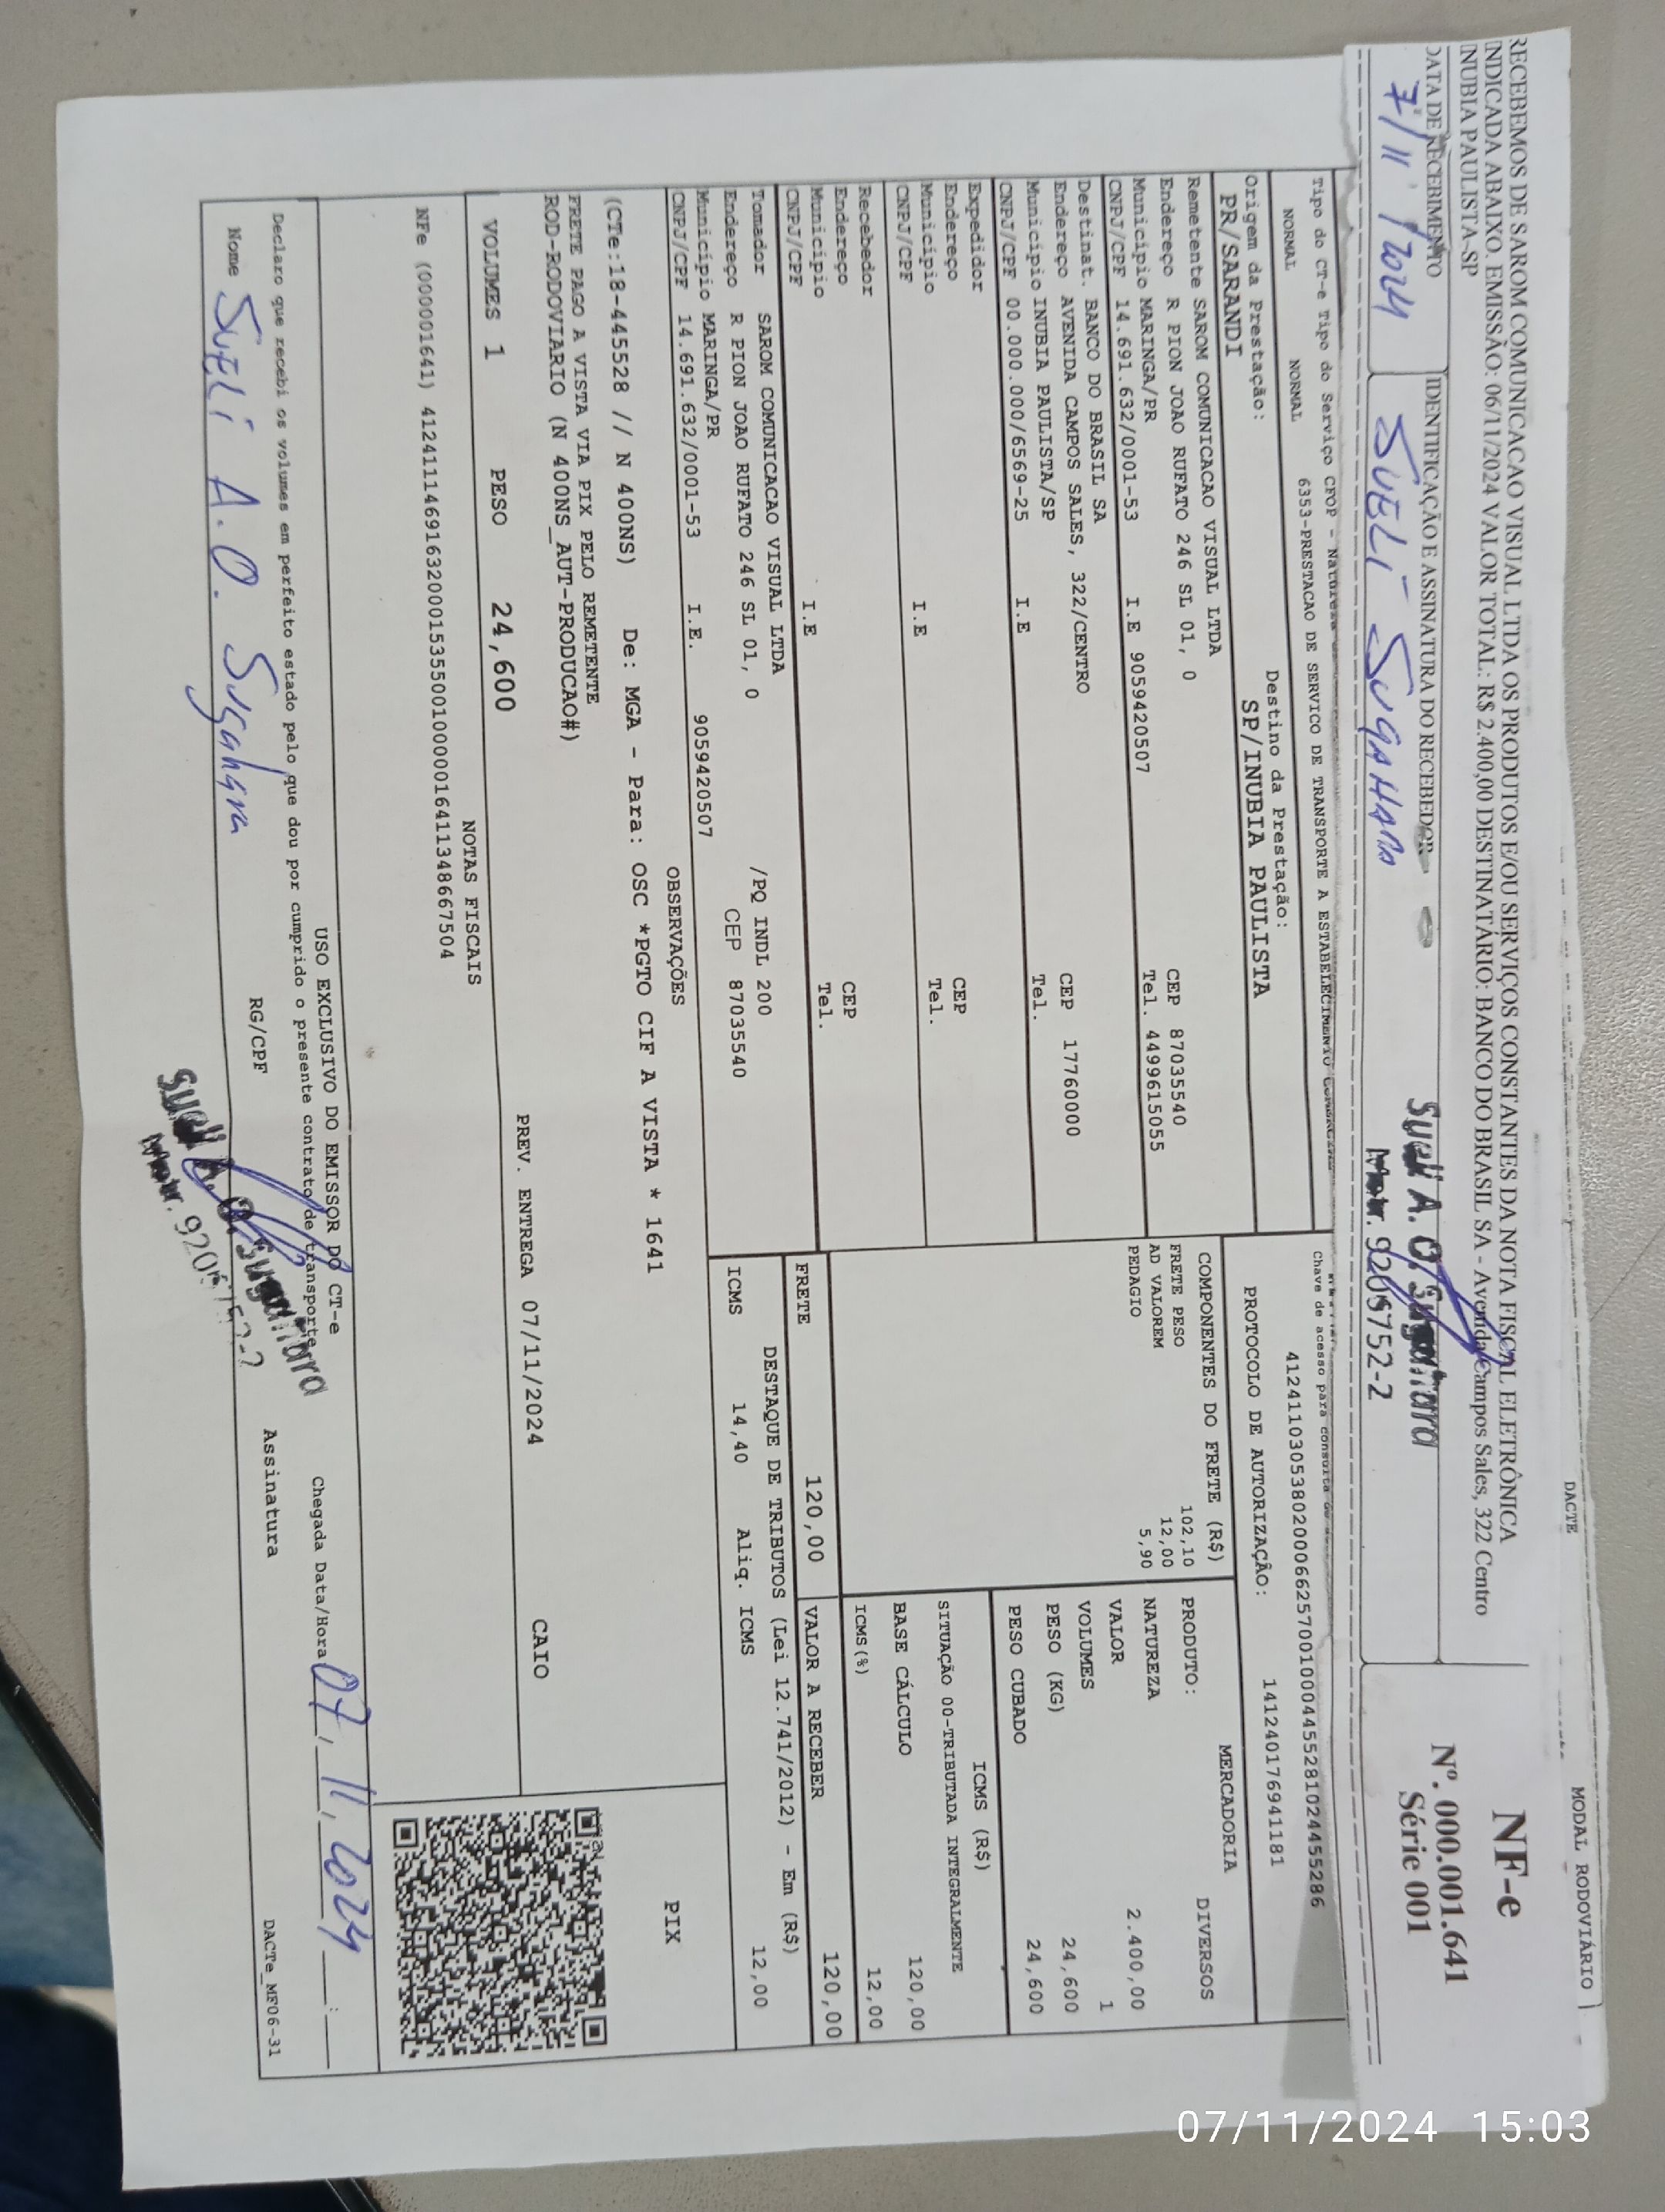 DACTE
MODAL RODOVIÁRIO
RECEBEMOS DE SAROM COMUNICACAO VISUAL LTDA OS PRODUTOS E/OU SERVIÇOS CONSTANTES DA NOTA FISCAL ELETRÔNICA
INDICADA ABAIXO. EMISSÃO: 06/11/2024 VALOR TOTAL: R$ 2.400,00 DESTINATÁRIO: BANCO DO BRASIL SA - Avenida Campos Sales, 322 Centro
INUBIA PAULISTA-SP
NF-e
Nº. 000.001.641
Série 001
DATA DE RECEBIMENTO
IDENTIFICAÇÃO E ASSINATURA DO RECEBEDOR
7/11/2024
SUELI SUGAHARA
Sueli A. O. Sugahara
Matr. 9205752-2
Tipo do CT-e Tipo do Serviço CFOP - Natureza
NORMAL NORMAL 6353-PRESTACAO DE SERVICO DE TRANSPORTE A ESTABELECIMENTO
Chave de acesso para consulta
41241103053802000662570010004455281024455286
Origem da Prestação:
PR/SARANDI
Destino da Prestação:
SP/INUBIA PAULISTA
PROTOCOLO DE AUTORIZAÇÃO: 141240176941181
Remetente SAROM COMUNICACAO VISUAL LTDA
Endereço R PION JOAO RUFATO 246 SL 01, 0 CEP 87035540
Município MARINGA/PR Tel. 4499615055
CNPJ/CPF 14.691.632/0001-53 I.E 9059420507
Destinat. BANCO DO BRASIL SA
Endereço AVENIDA CAMPOS SALES, 322/CENTRO CEP 17760000
Município INUBIA PAULISTA/SP Tel.
CNPJ/CPF 00.000.000/6569-25 I.E
Expedidor
Endereço CEP
Município Tel.
CNPJ/CPF I.E
Recebedor
Endereço CEP
Município Tel.
CNPJ/CPF I.E
Tomador SAROM COMUNICACAO VISUAL LTDA
Endereço R PION JOAO RUFATO 246 SL 01, 0 /PQ INDL 200
Município MARINGA/PR CEP 87035540
CNPJ/CPF 14.691.632/0001-53 I.E. 9059420507
COMPONENTES DO FRETE (R$)
FRETE PESO 102,10
AD VALOREM 12,00
PEDAGIO 5,90
MERCADORIA
PRODUTO: DIVERSOS
NATUREZA
VALOR 2.400,00
VOLUMES 1
PESO (KG) 24,600
PESO CUBADO 24,600
ICMS (R$)
SITUAÇÃO 00-TRIBUTADA INTEGRALMENTE
BASE CÁLCULO 120,00
ICMS(%) 12,00
FRETE 120,00
VALOR A RECEBER 120,00
DESTAQUE DE TRIBUTOS (Lei 12.741/2012) - Em (R$)
ICMS 14,40 Aliq. ICMS 12,00
OBSERVAÇÕES
(CTe:18-445528 // N 400NS) De: MGA - Para: OSC *PGTO CIF A VISTA * 1641
FRETE PAGO A VISTA VIA PIX PELO REMETENTE
ROD-RODOVIARIO (N 400NS_AUT-PRODUCAO#)
PIX
VOLUMES 1 PESO 24,600 PREV. ENTREGA 07/11/2024 CAIO
NOTAS FISCAIS
NFe (000001641) 41241114691632000153550010000016411348667504
USO EXCLUSIVO DO EMISSOR DO CT-e
Declaro que recebi os volumes em perfeito estado pelo que dou por cumprido o presente contrato de transporte
Chegada Data/Hora 07, 11, 2024
Nome SUELI A.O. Sugahara RG/CPF Assinatura
Sueli A. O. Sugahara
Matr. 9205752-2
DACTe_MF06-31
07/11/2024 15:03